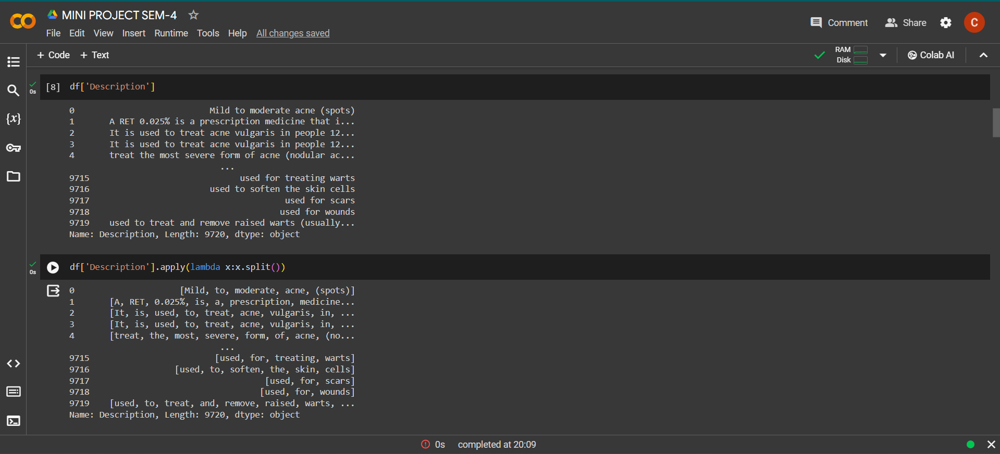 MINI PROJECT SEM-4
File Edit View Insert Runtime Tools Help All changes saved
Comment Share C
+ Code + Text
RAM
Disk
Colab AI
{x}
0s
[8] df['Description']
0 Mild to moderate acne (spots)
1 A RET 0.025% is a prescription medicine that i...
2 It is used to treat acne vulgaris in people 12...
3 It is used to treat acne vulgaris in people 12...
4 treat the most severe form of acne (nodular ac...
...
9715 used for treating warts
9716 used to soften the skin cells
9717 used for scars
9718 used for wounds
9719 used to treat and remove raised warts (usually...
Name: Description, Length: 9720, dtype: object
0s
df['Description'].apply(lambda x:x.split())
0 [Mild, to, moderate, acne, (spots)]
1 [A, RET, 0.025%, is, a, prescription, medicine...
2 [It, is, used, to, treat, acne, vulgaris, in, ...
3 [It, is, used, to, treat, acne, vulgaris, in, ...
4 [treat, the, most, severe, form, of, acne, (no...
...
9715 [used, for, treating, warts]
9716 [used, to, soften, the, skin, cells]
9717 [used, for, scars]
9718 [used, for, wounds]
9719 [used, to, treat, and, remove, raised, warts, ...
Name: Description, Length: 9720, dtype: object
0s completed at 20:09